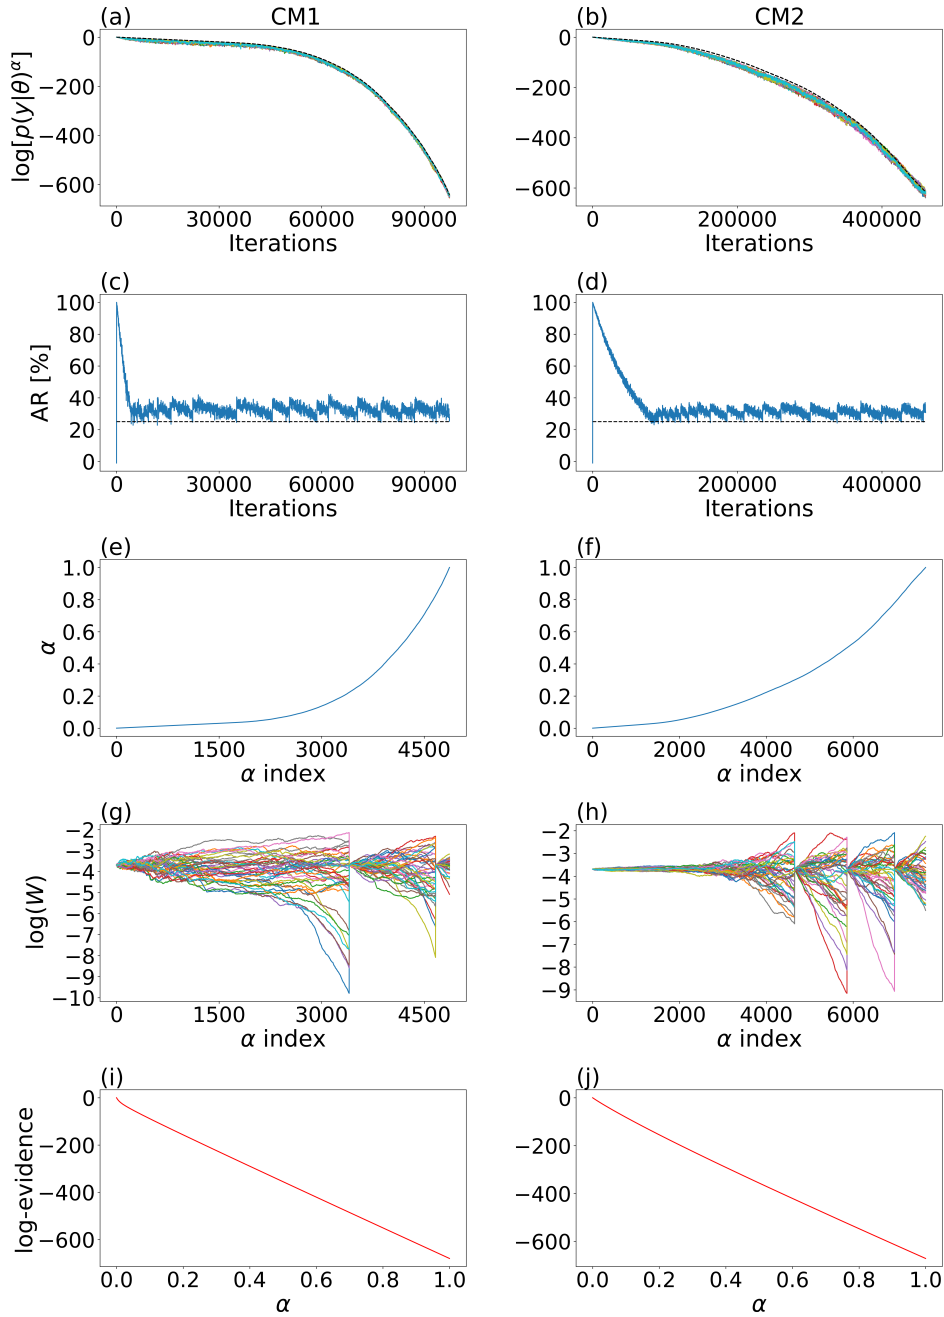 (a) CM1
(b) CM2
log[p(y|θ)^α]
0
−200
−400
−600
0 30000 60000 90000
Iterations
0
−200
−400
−600
0 200000 400000
Iterations
(c)
(d)
AR [%]
100
80
60
40
20
0
0 30000 60000 90000
Iterations
100
80
60
40
20
0
0 200000 400000
Iterations
(e)
(f)
α
1.0
0.8
0.6
0.4
0.2
0.0
0 1500 3000 4500
α index
1.0
0.8
0.6
0.4
0.2
0.0
0 2000 4000 6000
α index
(g)
(h)
log(W)
−2
−3
−4
−5
−6
−7
−8
−9
−10
0 1500 3000 4500
α index
−2
−3
−4
−5
−6
−7
−8
−9
0 2000 4000 6000
α index
(i)
(j)
log-evidence
0
−200
−400
−600
0.0 0.2 0.4 0.6 0.8 1.0
α
0
−200
−400
−600
0.0 0.2 0.4 0.6 0.8 1.0
α